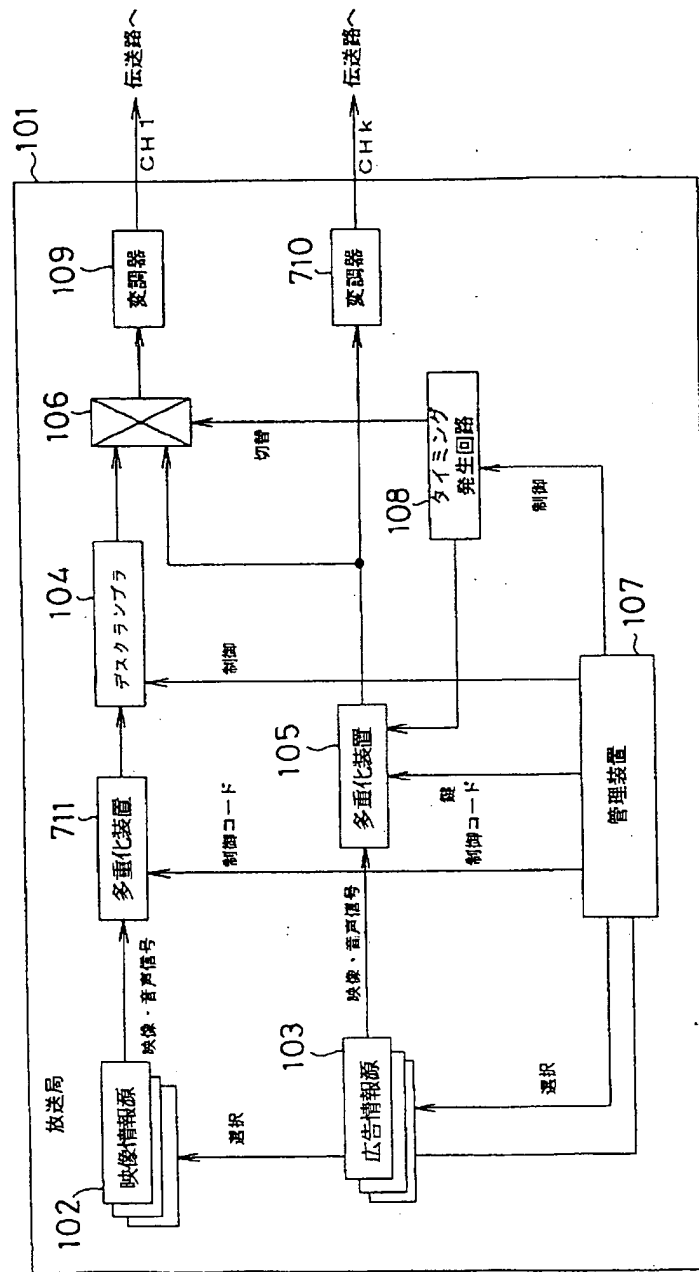 101
放送局
102
映像情報源
映像・音声信号
711
多重化装置
104
デスクランブラ
106
109
変調器
CH1
伝送路へ
選択
制御コード
制御
切替
103
広告情報源
映像・音声信号
105
多重化装置
710
変調器
CHk
伝送路へ
108
タイミング
発生回路
選択
制御コード
鍵
制御
107
管理装置